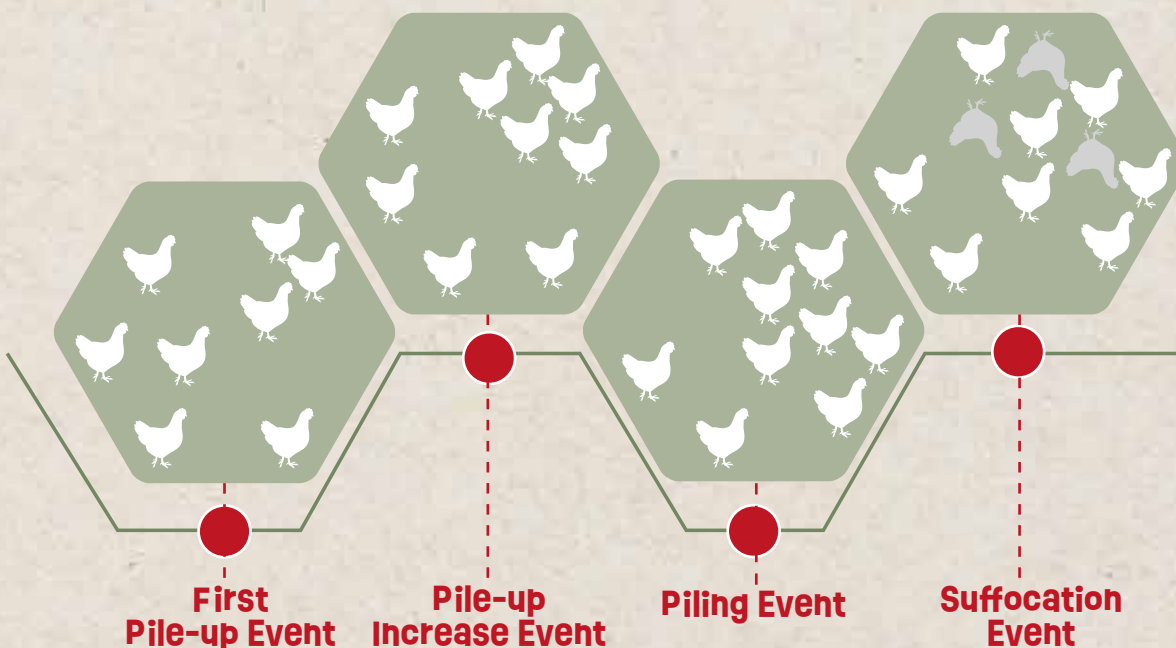 First
Pile-up Event
Pile-up
Increase Event
Piling Event
Suffocation
Event